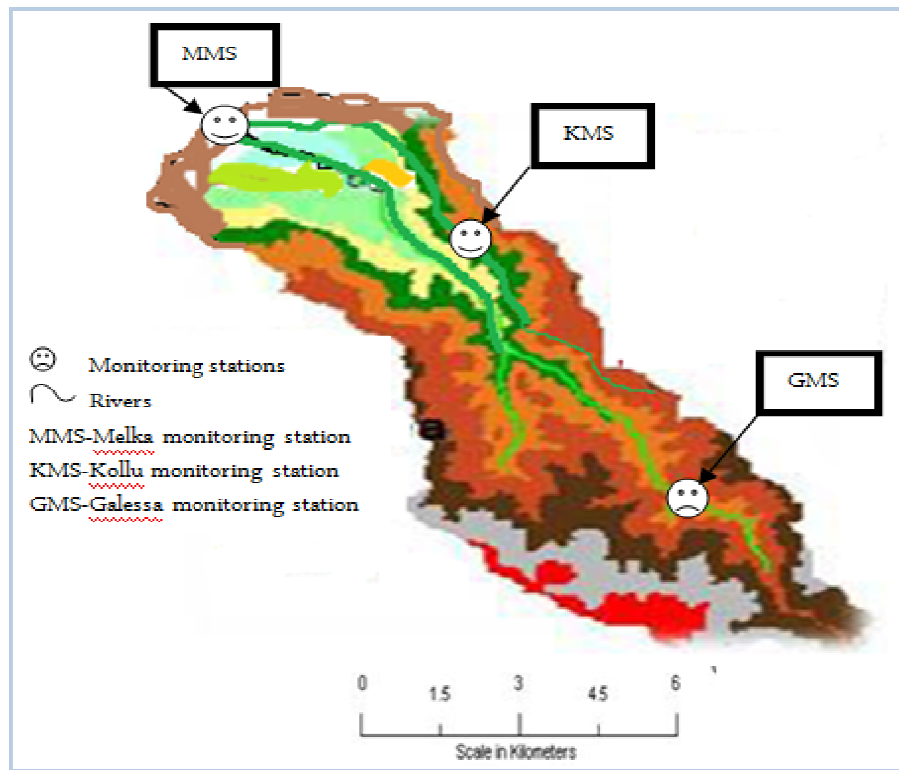 MMS
KMS
GMS
Monitoring stations
Rivers
MMS-Melka monitoring station
KMS-Kollu monitoring station
GMS-Galessa monitoring station
a
0 1.5 3 4.5 6
Scale in Kilometers